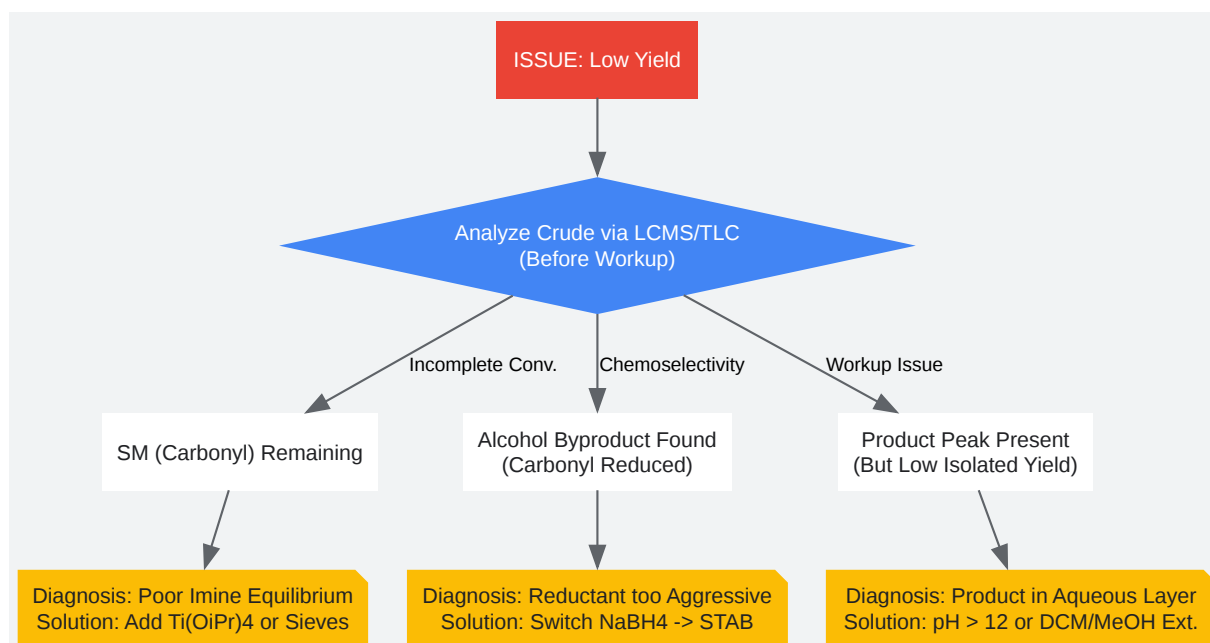 ISSUE: Low Yield
Analyze Crude via LCMS/TLC
(Before Workup)
Incomplete Conv.
Chemoselectivity
Workup Issue
SM (Carbonyl) Remaining
Alcohol Byproduct Found
(Carbonyl Reduced)
Product Peak Present
(But Low Isolated Yield)
Diagnosis: Poor Imine Equilibrium
Solution: Add Ti(OiPr)4 or Sieves
Diagnosis: Reductant too Aggressive
Solution: Switch NaBH4 -> STAB
Diagnosis: Product in Aqueous Layer
Solution: pH > 12 or DCM/MeOH Ext.